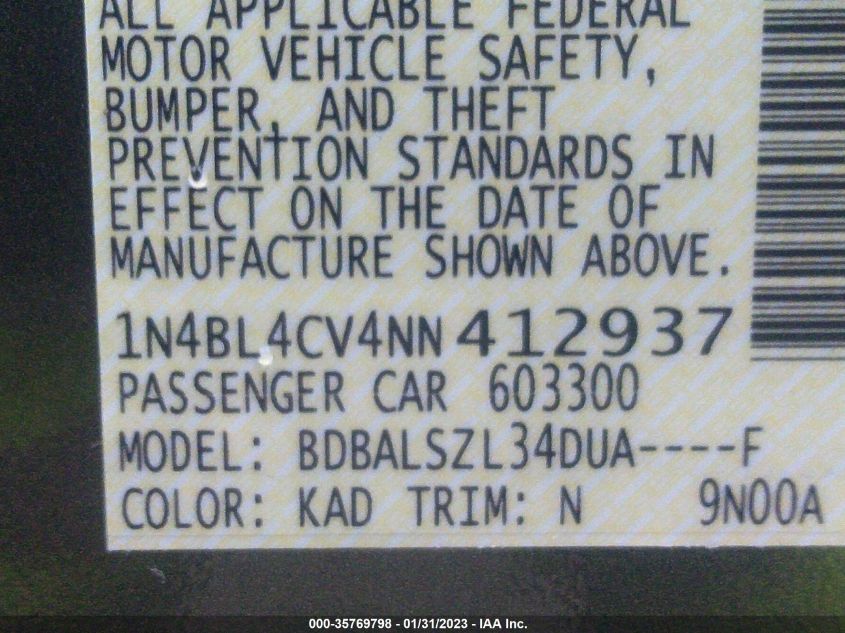 ALL APPLICABLE FEDERAL
MOTOR VEHICLE SAFETY,
BUMPER, AND THEFT
PREVENTION STANDARDS IN
EFFECT ON THE DATE OF
MANUFACTURE SHOWN ABOVE.
1N4BL4CV4NN412937
PASSENGER CAR 603300
MODEL: BDBALSZL34DUA----F
COLOR: KAD TRIM: N 9N00A
000-35769798 - 01/31/2023 - IAA Inc.